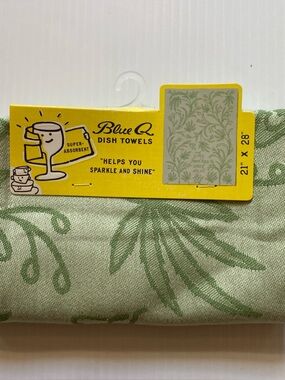 SUPER-
ABSORBENT
Blue Q
DISH TOWELS
"HELPS YOU
SPARKLE AND SHINE"
21" X 28"